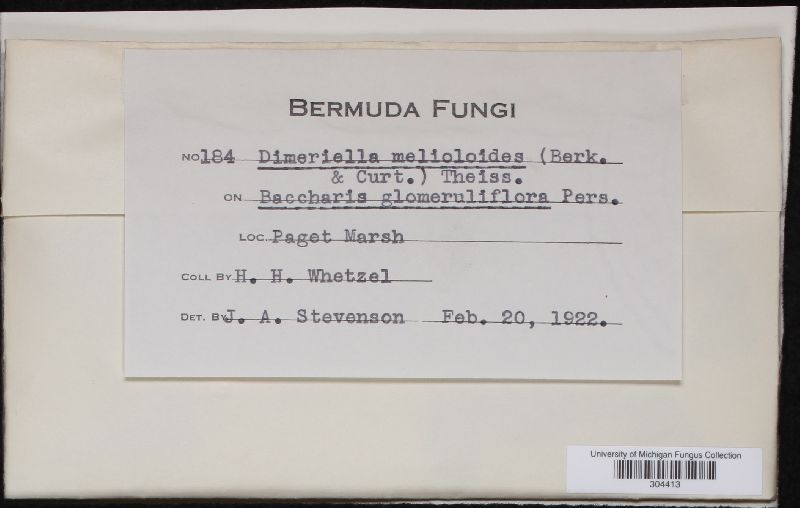 BERMUDA FUNGI
NO 184 Dimeriella melioloides (Berk.
& Curt.) Theiss.
ON Baccharis glomeruliflora Pers.
LOC. Paget Marsh
COLL BY H. H. Whetzel
DET. BY J. A. Stevenson Feb. 20, 1922.
University of Michigan Fungus Collection
304413